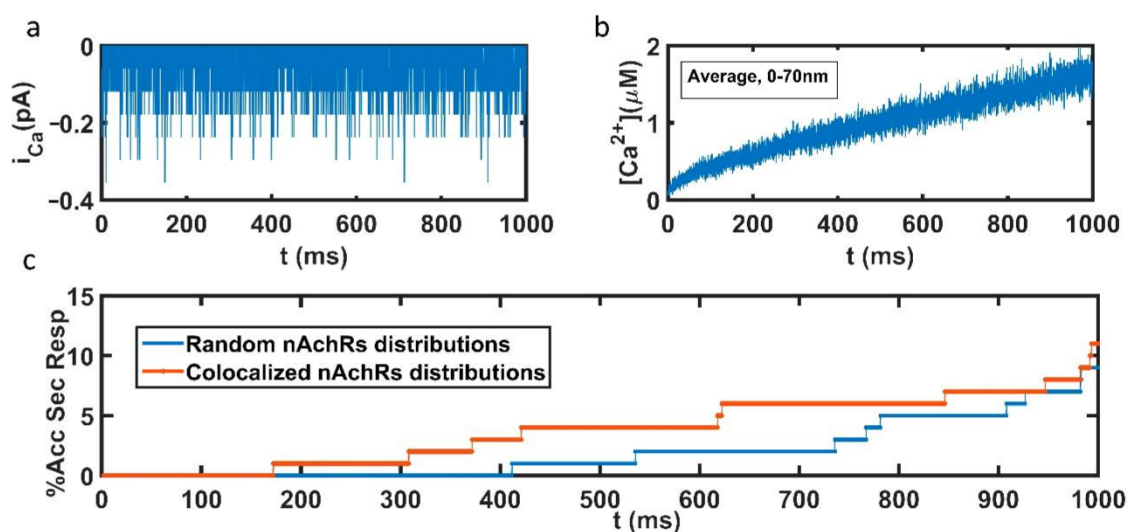 a
0
-0.2
-0.4
i_Ca(pA)
0 200 400 600 800 1000
t (ms)
b
2
1
0
[Ca²⁺](μM)
Average, 0-70nm
0 200 400 600 800 1000
t (ms)
c
15
10
5
0
%Acc Sec Resp
Random nAchRs distributions
Colocalized nAchRs distributions
0 100 200 300 400 500 600 700 800 900 1000
t (ms)